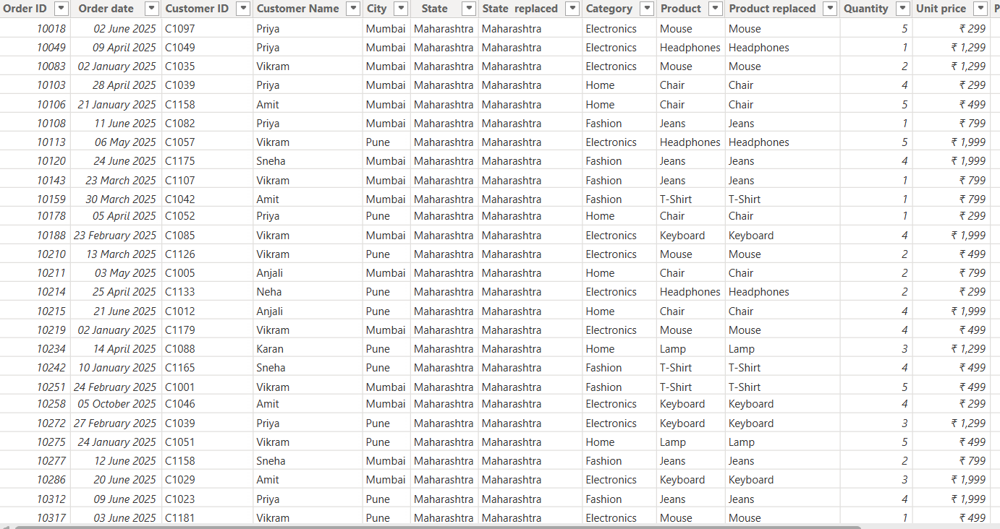 Order ID Order date Customer ID Customer Name City State State replaced Category Product Product replaced Quantity Unit price
10018 02 June 2025 C1097 Priya Mumbai Maharashtra Maharashtra Electronics Mouse Mouse 5 ₹ 299
10049 09 April 2025 C1049 Priya Mumbai Maharashtra Maharashtra Electronics Headphones Headphones 1 ₹ 1,299
10083 02 January 2025 C1035 Vikram Mumbai Maharashtra Maharashtra Electronics Mouse Mouse 2 ₹ 1,299
10103 28 April 2025 C1039 Priya Mumbai Maharashtra Maharashtra Home Chair Chair 4 ₹ 299
10106 21 January 2025 C1158 Amit Mumbai Maharashtra Maharashtra Home Chair Chair 5 ₹ 499
10108 11 June 2025 C1082 Priya Mumbai Maharashtra Maharashtra Fashion Jeans Jeans 1 ₹ 799
10113 06 May 2025 C1057 Vikram Pune Maharashtra Maharashtra Electronics Headphones Headphones 5 ₹ 1,999
10120 24 June 2025 C1175 Sneha Mumbai Maharashtra Maharashtra Fashion Jeans Jeans 4 ₹ 1,999
10143 23 March 2025 C1107 Vikram Mumbai Maharashtra Maharashtra Fashion Jeans Jeans 1 ₹ 799
10159 30 March 2025 C1042 Amit Mumbai Maharashtra Maharashtra Fashion T-Shirt T-Shirt 1 ₹ 799
10178 05 April 2025 C1052 Priya Pune Maharashtra Maharashtra Home Chair Chair 1 ₹ 299
10188 23 February 2025 C1085 Vikram Mumbai Maharashtra Maharashtra Electronics Keyboard Keyboard 4 ₹ 1,999
10210 13 March 2025 C1126 Vikram Pune Maharashtra Maharashtra Electronics Mouse Mouse 2 ₹ 499
10211 03 May 2025 C1005 Anjali Mumbai Maharashtra Maharashtra Home Chair Chair 2 ₹ 799
10214 25 April 2025 C1133 Neha Pune Maharashtra Maharashtra Electronics Headphones Headphones 2 ₹ 299
10215 21 June 2025 C1012 Anjali Pune Maharashtra Maharashtra Home Chair Chair 4 ₹ 1,999
10219 02 January 2025 C1179 Vikram Mumbai Maharashtra Maharashtra Electronics Mouse Mouse 4 ₹ 499
10234 14 April 2025 C1088 Karan Pune Maharashtra Maharashtra Home Lamp Lamp 3 ₹ 1,299
10242 10 January 2025 C1165 Sneha Pune Maharashtra Maharashtra Fashion T-Shirt T-Shirt 4 ₹ 499
10251 24 February 2025 C1001 Vikram Mumbai Maharashtra Maharashtra Fashion T-Shirt T-Shirt 5 ₹ 499
10258 05 October 2025 C1046 Amit Mumbai Maharashtra Maharashtra Electronics Keyboard Keyboard 4 ₹ 299
10272 27 February 2025 C1039 Priya Pune Maharashtra Maharashtra Electronics Keyboard Keyboard 3 ₹ 1,299
10275 24 January 2025 C1051 Vikram Pune Maharashtra Maharashtra Home Lamp Lamp 5 ₹ 499
10277 12 June 2025 C1158 Sneha Mumbai Maharashtra Maharashtra Fashion Jeans Jeans 2 ₹ 799
10286 20 June 2025 C1029 Amit Mumbai Maharashtra Maharashtra Electronics Keyboard Keyboard 3 ₹ 1,999
10312 09 June 2025 C1023 Priya Pune Maharashtra Maharashtra Fashion Jeans Jeans 4 ₹ 1,999
10317 03 June 2025 C1181 Vikram Pune Maharashtra Maharashtra Electronics Mouse Mouse 1 ₹ 499